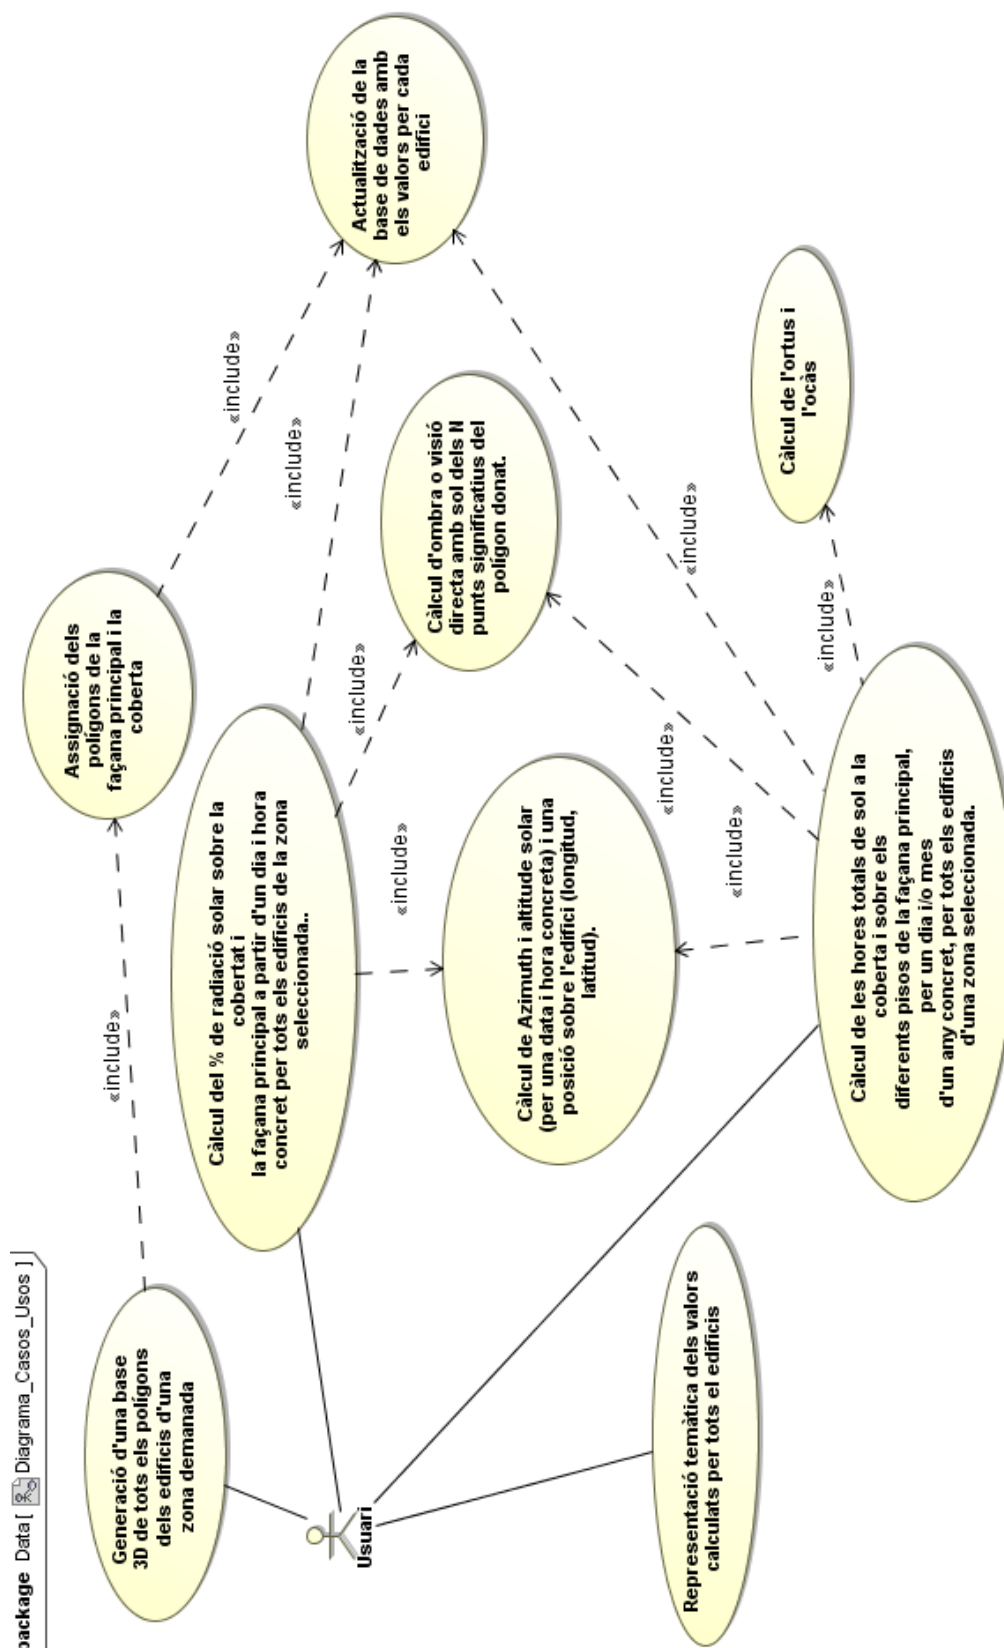 package Data [ Diagrama_Casos_Usos ]
Generació d'una base
3D de tots els polígons
dels edificis d'una
zona demanada
«include»
Assignació dels
polígons de la
façana principal i la
coberta
«include»
Actualització de la
base de dades amb
els valors per cada
edifici
Càlcul del % de radiació solar sobre la
cobertat i
la façana principal a partir d'un dia i hora
concret per tots els edificis de la zona
seleccionada..
«include»
«include»
«include»
Càlcul d'ombra o visió
directa amb sol dels N
punts significatius del
polígon donat.
Usuari
Càlcul de Azimuth i altitude solar
(per una data i hora concreta) i una
posició sobre l'edifici (longitud,
latitud).
«include»
«include»
«include»
Representació temàtica dels valors
calculats per tots el edificis
Càlcul de les hores totals de sol a la
coberta i sobre els
diferents pisos de la façana principal,
per un dia i/o mes
d'un any concret, per tots els edificis
d'una zona seleccionada.
«include»
Càlcul de l'ortus i
l'ocàs